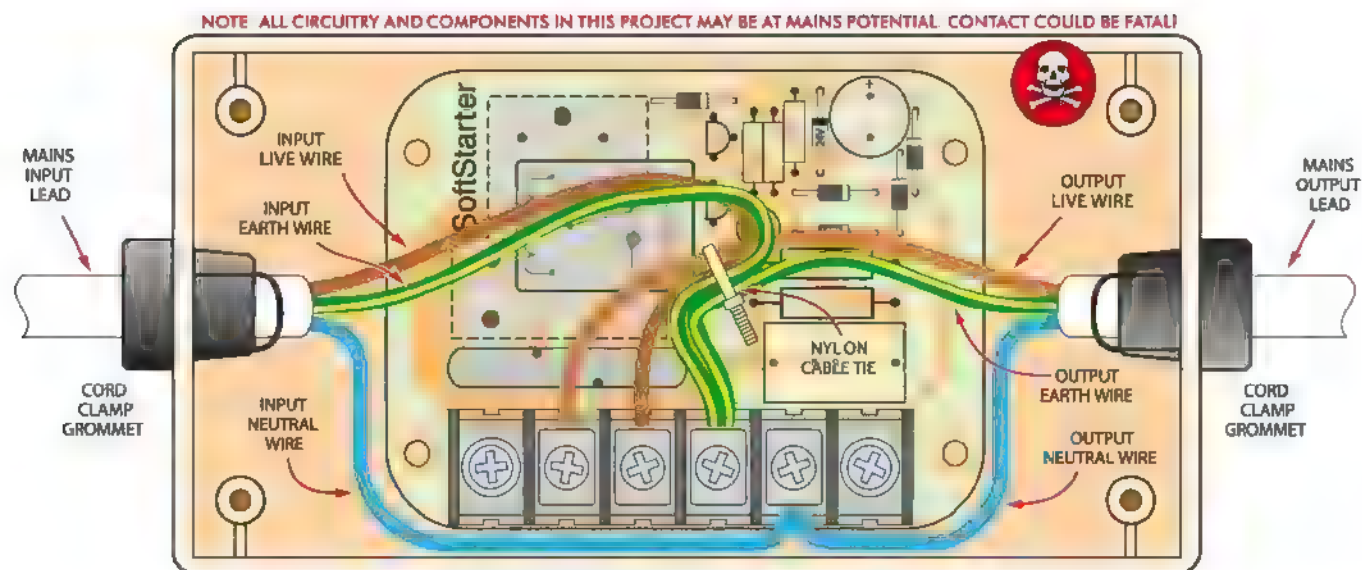 NOTE ALL CIRCUITRY AND COMPONENTS IN THIS PROJECT MAY BE AT MAINS POTENTIAL CONTACT COULD BE FATAL!
MAINS
INPUT
LEAD
INPUT
LIVE WIRE
INPUT
EARTH WIRE
SoftStarter
+
24V
OUTPUT
LIVE WIRE
MAINS
OUTPUT
LEAD
NYLON
CABLE TIE
CORD
CLAMP
GROMMET
INPUT
NEUTRAL
WIRE
OUTPUT
EARTH WIRE
OUTPUT
NEUTRAL WIRE
CORD
CLAMP
GROMMET